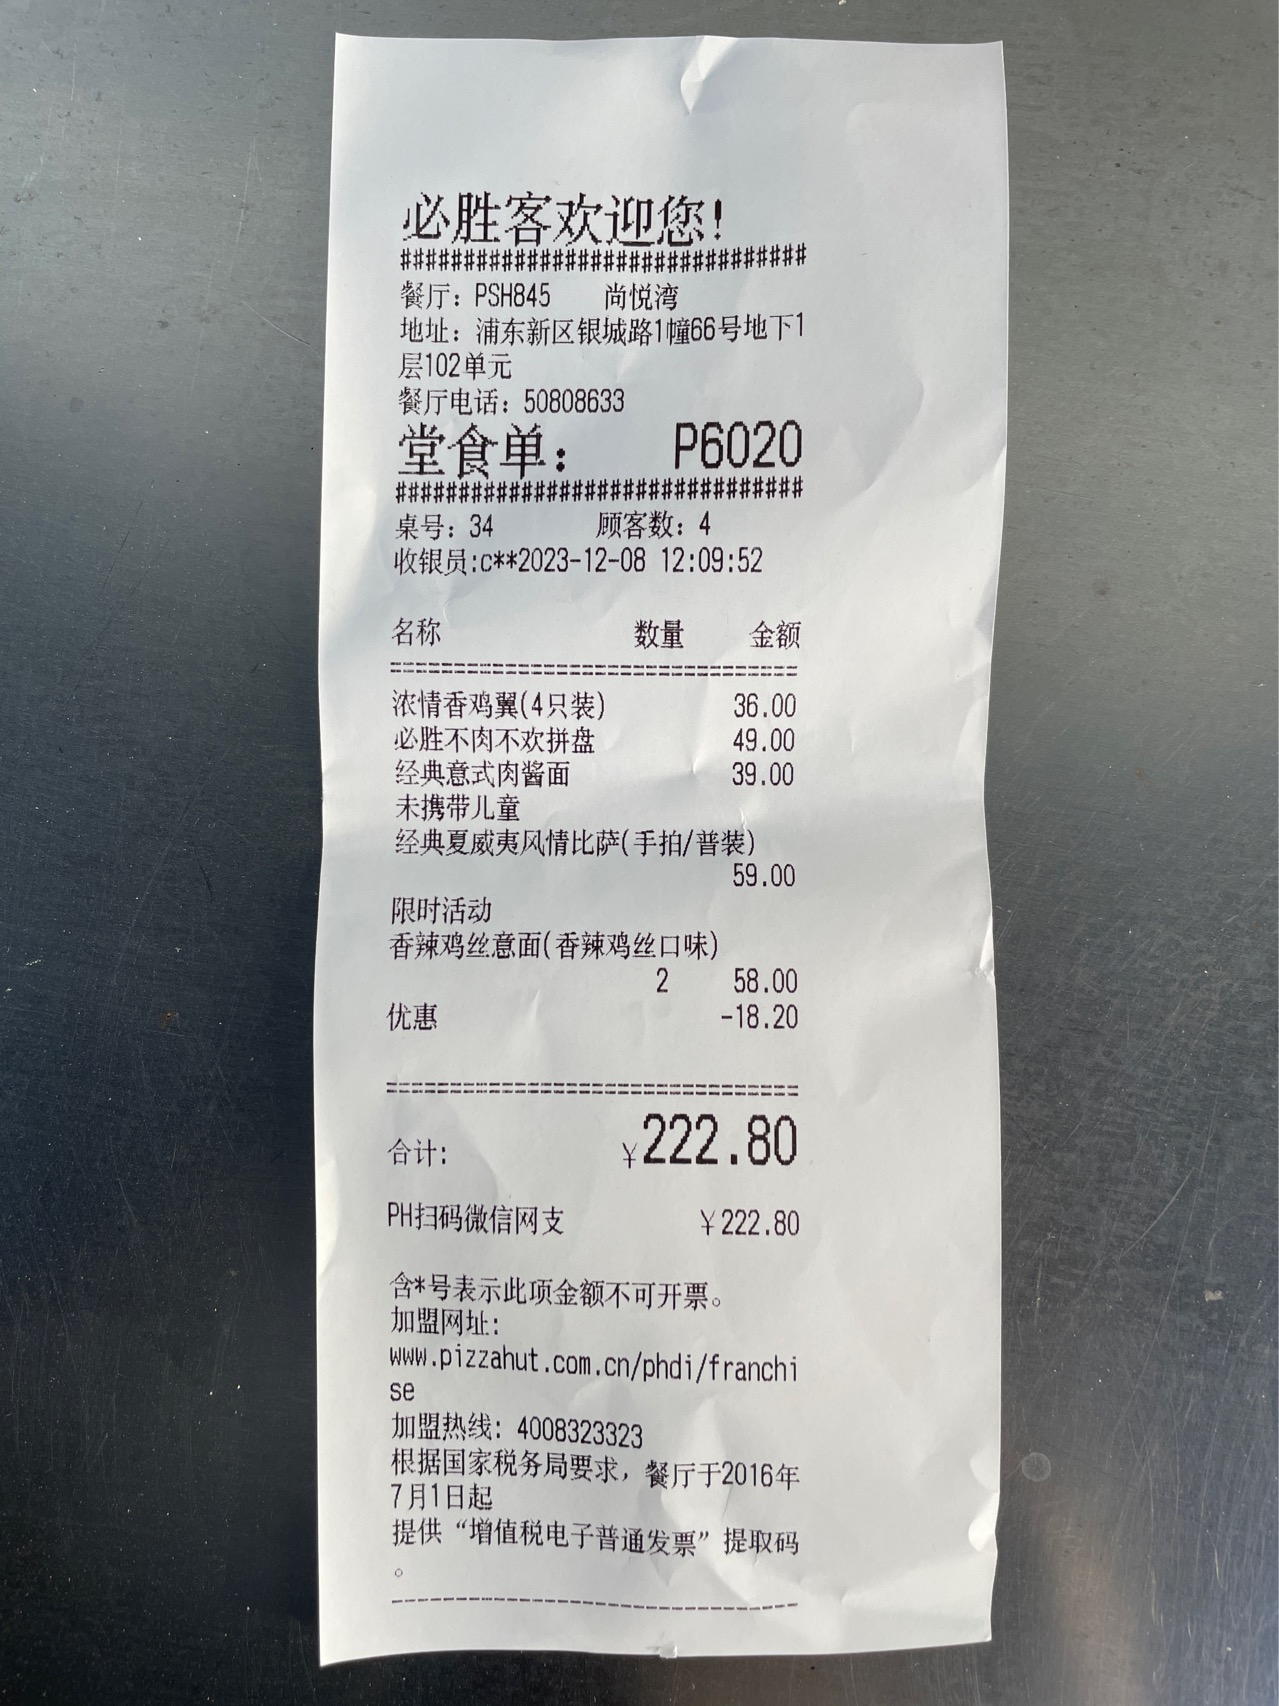 必胜客欢迎您!
################################
餐厅: PSH845 尚悦湾
地址: 浦东新区银城路1幢66号地下1
层102单元
餐厅电话: 50808633
堂食单: P6020
################################
桌号: 34 顾客数: 4
收银员:c**2023-12-08 12:09:52
名称 数量 金额
================================
浓情香鸡翼(4只装) 36.00
必胜不肉不欢拼盘 49.00
经典意式肉酱面 39.00
未携带儿童
经典夏威夷风情比萨(手拍/普装)
59.00
限时活动
香辣鸡丝意面(香辣鸡丝口味)
2 58.00
优惠 -18.20
================================
合计: ¥222.80
PH扫码微信网支 ¥222.80
含*号表示此项金额不可开票。
加盟网址:
www.pizzahut.com.cn/phdi/franchi
se
加盟热线: 4008323323
根据国家税务局要求，餐厅于2016年
7月1日起
提供“增值税电子普通发票”提取码
。
--------------------------------